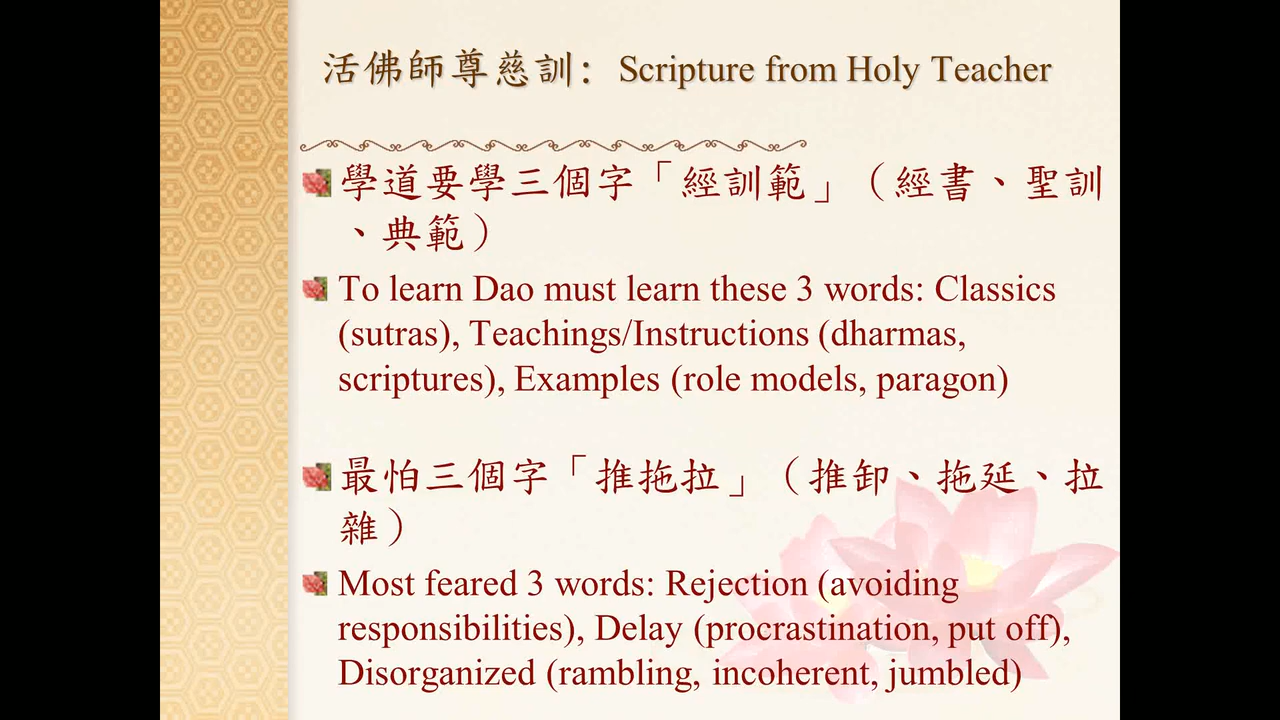 活佛師尊慈訓： Scripture from Holy Teacher
學道要學三個字「經訓範」（經書、聖訓
、典範）
To learn Dao must learn these 3 words: Classics
(sutras), Teachings/Instructions (dharmas,
scriptures), Examples (role models, paragon)
最怕三個字「推拖拉」（推卸、拖延、拉
雜）
Most feared 3 words: Rejection (avoiding
responsibilities), Delay (procrastination, put off),
Disorganized (rambling, incoherent, jumbled)